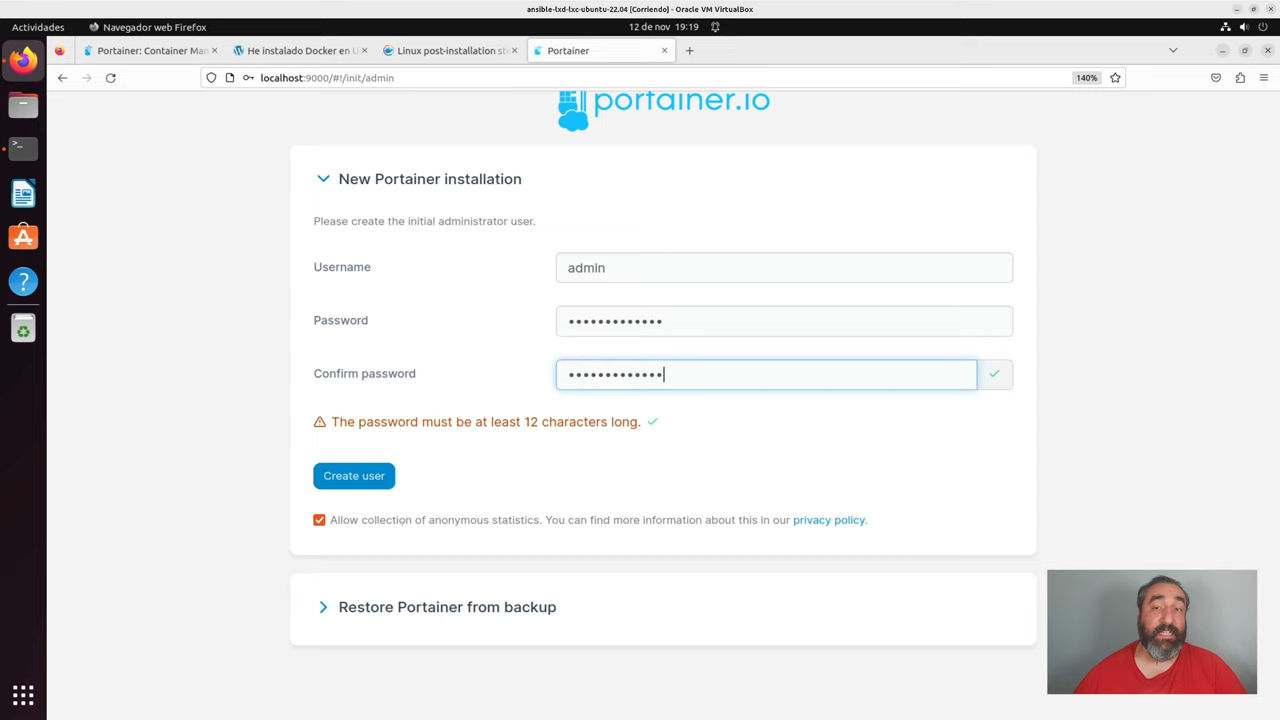 ansible-lxd-lxc-ubuntu-22.04 [Corriendo] - Oracle VM VirtualBox
Actividades
Navegador web Firefox
12 de nov 19:19
Portainer: Container Man
He instalado Docker en U
Linux post-installation st
Portainer
localhost:9000/#!/init/admin
140%
portainer.io
New Portainer installation
Please create the initial administrator user.
Username
admin
Password
•••••••••••••
Confirm password
•••••••••••••
The password must be at least 12 characters long.
Create user
Allow collection of anonymous statistics. You can find more information about this in our privacy policy.
Restore Portainer from backup